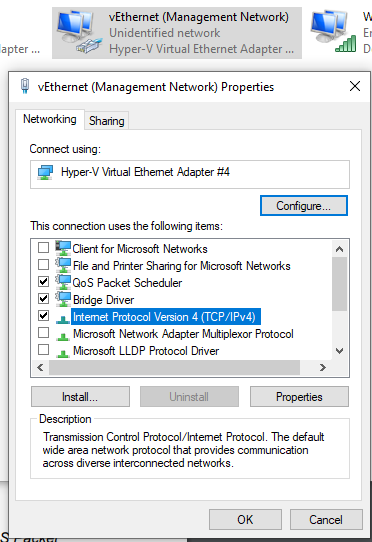 vEthernet (Management Network)
Unidentified network
Hyper-V Virtual Ethernet Adapter ...
dapter ...
W
Er
D
vEthernet (Management Network) Properties
Networking
Sharing
Connect using:
Hyper-V Virtual Ethernet Adapter #4
Configure...
This connection uses the following items:
Client for Microsoft Networks
File and Printer Sharing for Microsoft Networks
QoS Packet Scheduler
Bridge Driver
Internet Protocol Version 4 (TCP/IPv4)
Microsoft Network Adapter Multiplexor Protocol
Microsoft LLDP Protocol Driver
Install...
Uninstall
Properties
Description
Transmission Control Protocol/Internet Protocol. The default
wide area network protocol that provides communication
across diverse interconnected networks.
OK
Cancel